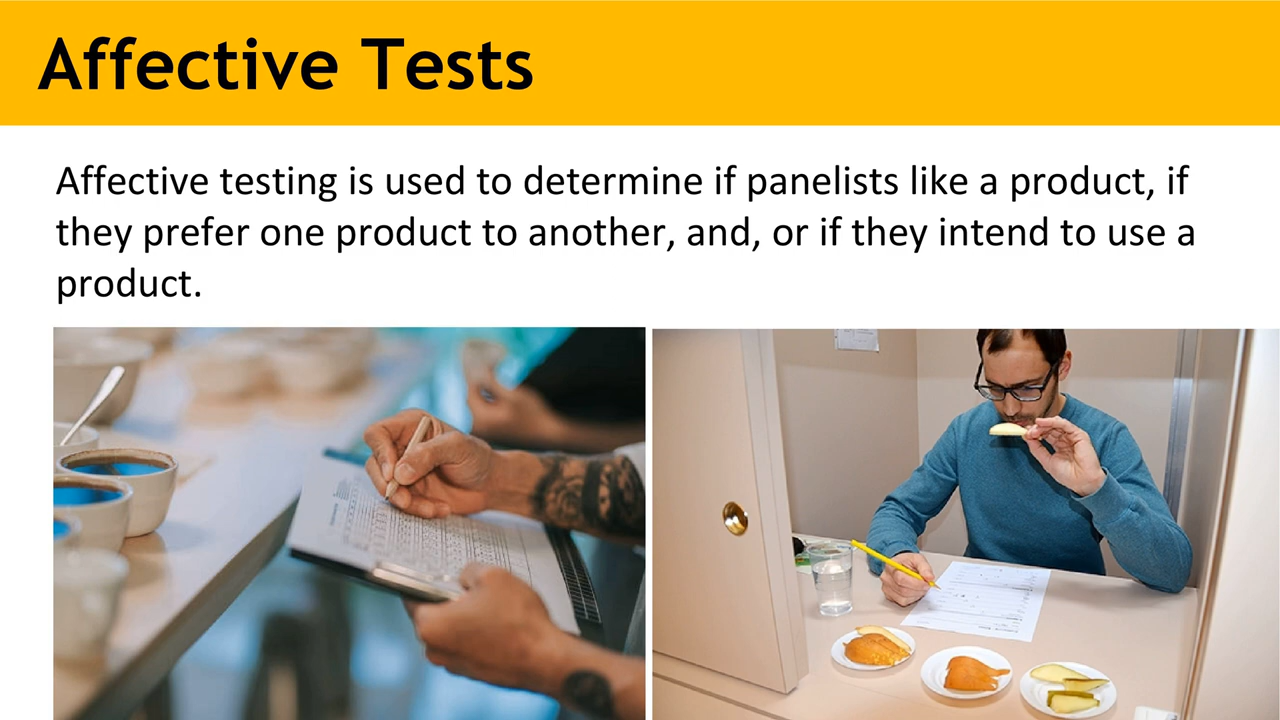 Affective Tests
Affective testing is used to determine if panelists like a product, if
they prefer one product to another, and, or if they intend to use a
product.